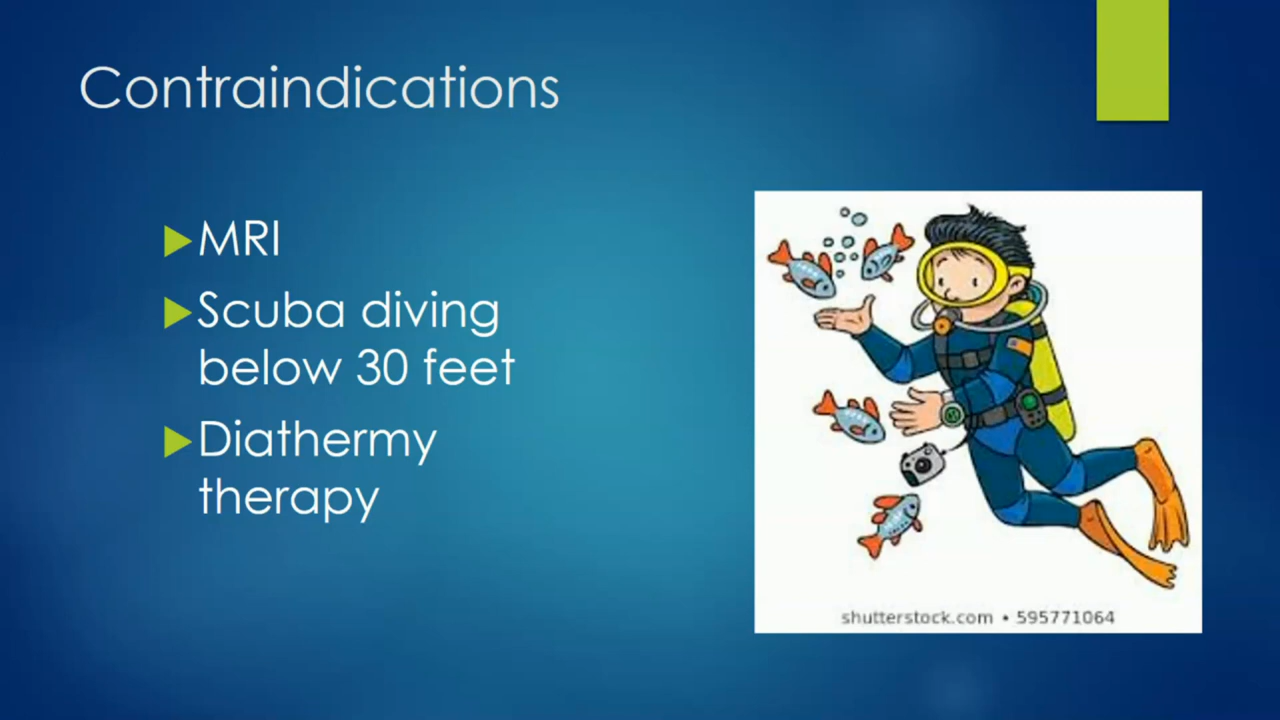 Contraindications
MRI
Scuba diving
below 30 feet
Diathermy
therapy
shutterstock.com • 595771064